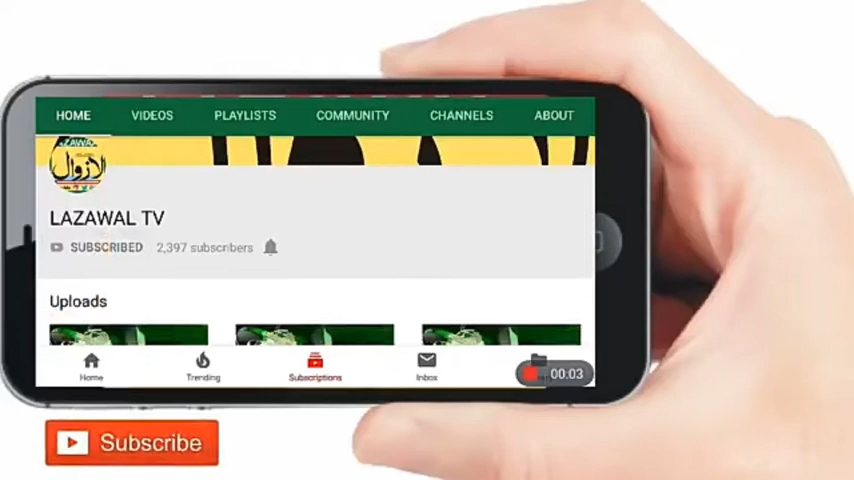 HOME VIDEOS PLAYLISTS COMMUNITY CHANNELS ABOUT
لازوال
LAZAWAL TV
SUBSCRIBED 2,397 subscribers
Uploads
Home Trending Subscriptions Inbox
00:03
Subscribe